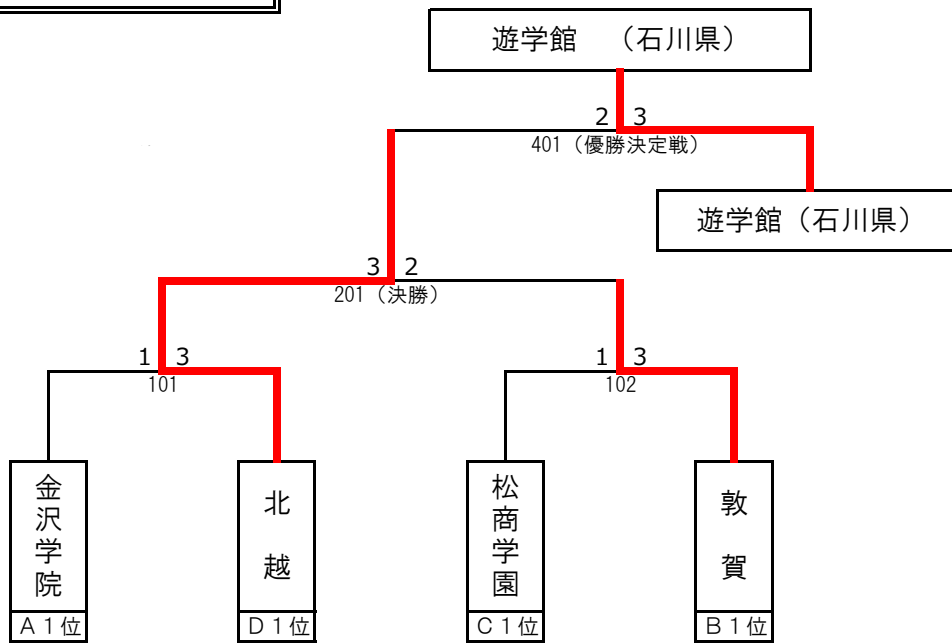 遊学館　（石川県）
2 3
401（優勝決定戦）
遊学館（石川県）
3 2
201（決勝）
1 3
101
1 3
102
金沢学院
北越
松商学園
敦賀
Ａ１位
Ｄ１位
Ｃ１位
Ｂ１位